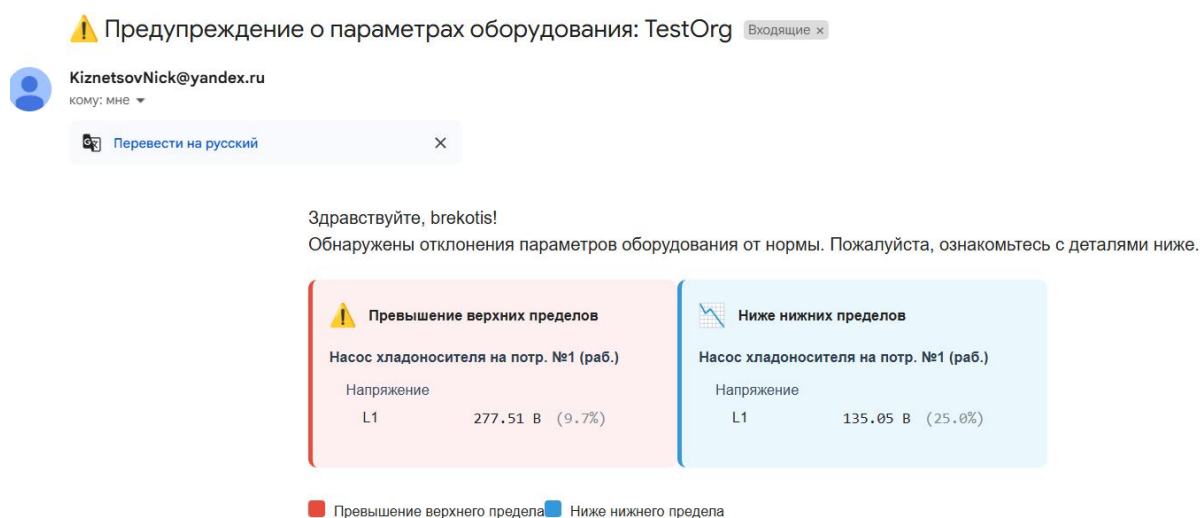 ⚠️ Предупреждение о параметрах оборудования: TestOrg Входящие ×
KiznetsovNick@yandex.ru
кому: мне
Перевести на русский
Здравствуйте, brekotis!
Обнаружены отклонения параметров оборудования от нормы. Пожалуйста, ознакомьтесь с деталями ниже.
⚠️ Превышение верхних пределов
Насос хладоносителя на потр. №1 (раб.)
Напряжение
L1 277.51 В (9.7%)
Ниже нижних пределов
Насос хладоносителя на потр. №1 (раб.)
Напряжение
L1 135.05 В (25.0%)
Превышение верхнего предела Ниже нижнего предела